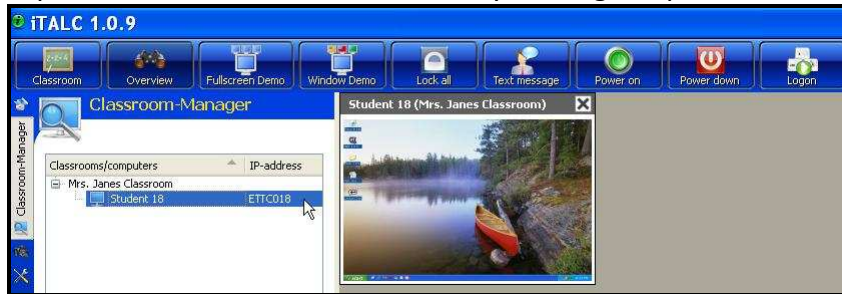 iTALC 1.0.9
Classroom
Overview
Fullscreen Demo
Window Demo
Lock all
Text message
Power on
Power down
Logon
Classroom-Manager
Classroom-Manager
Student 18 (Mrs. Janes Classroom)
Classrooms/computers IP-address
Mrs. Janes Classroom
Student 18 ETTC018